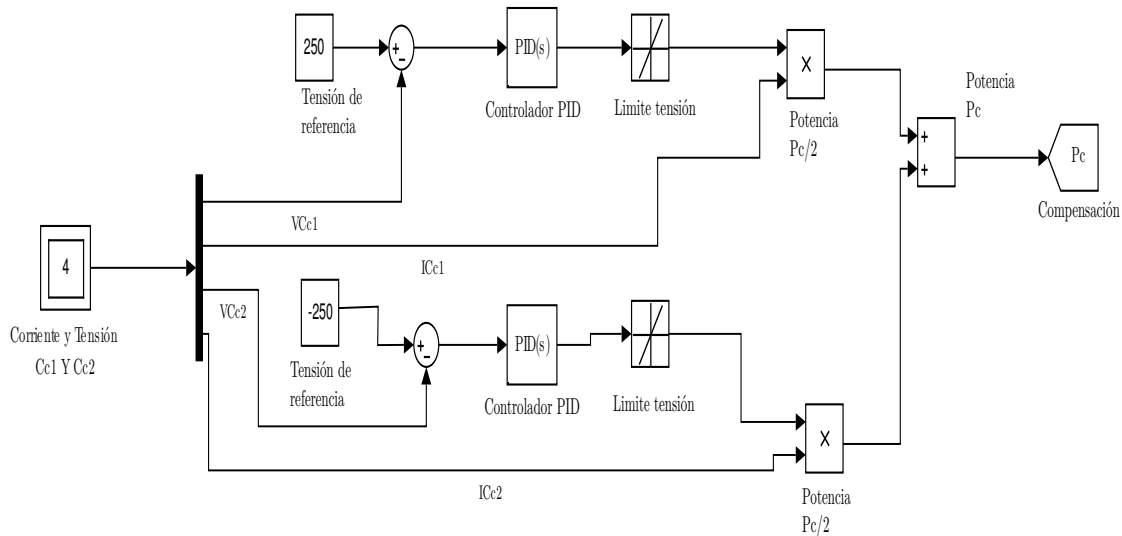 250
+
−
PID(s)
×
Tensión de
referencia
Controlador PID
Limite tensión
Potencia
Pc/2
Potencia
Pc
+
+
Pc
Compensación
VCc1
ICc1
4
Corriente y Tensión
Cc1 Y Cc2
VCc2
-250
+
−
PID(s)
Tensión de
referencia
Controlador PID
Limite tensión
×
ICc2
Potencia
Pc/2